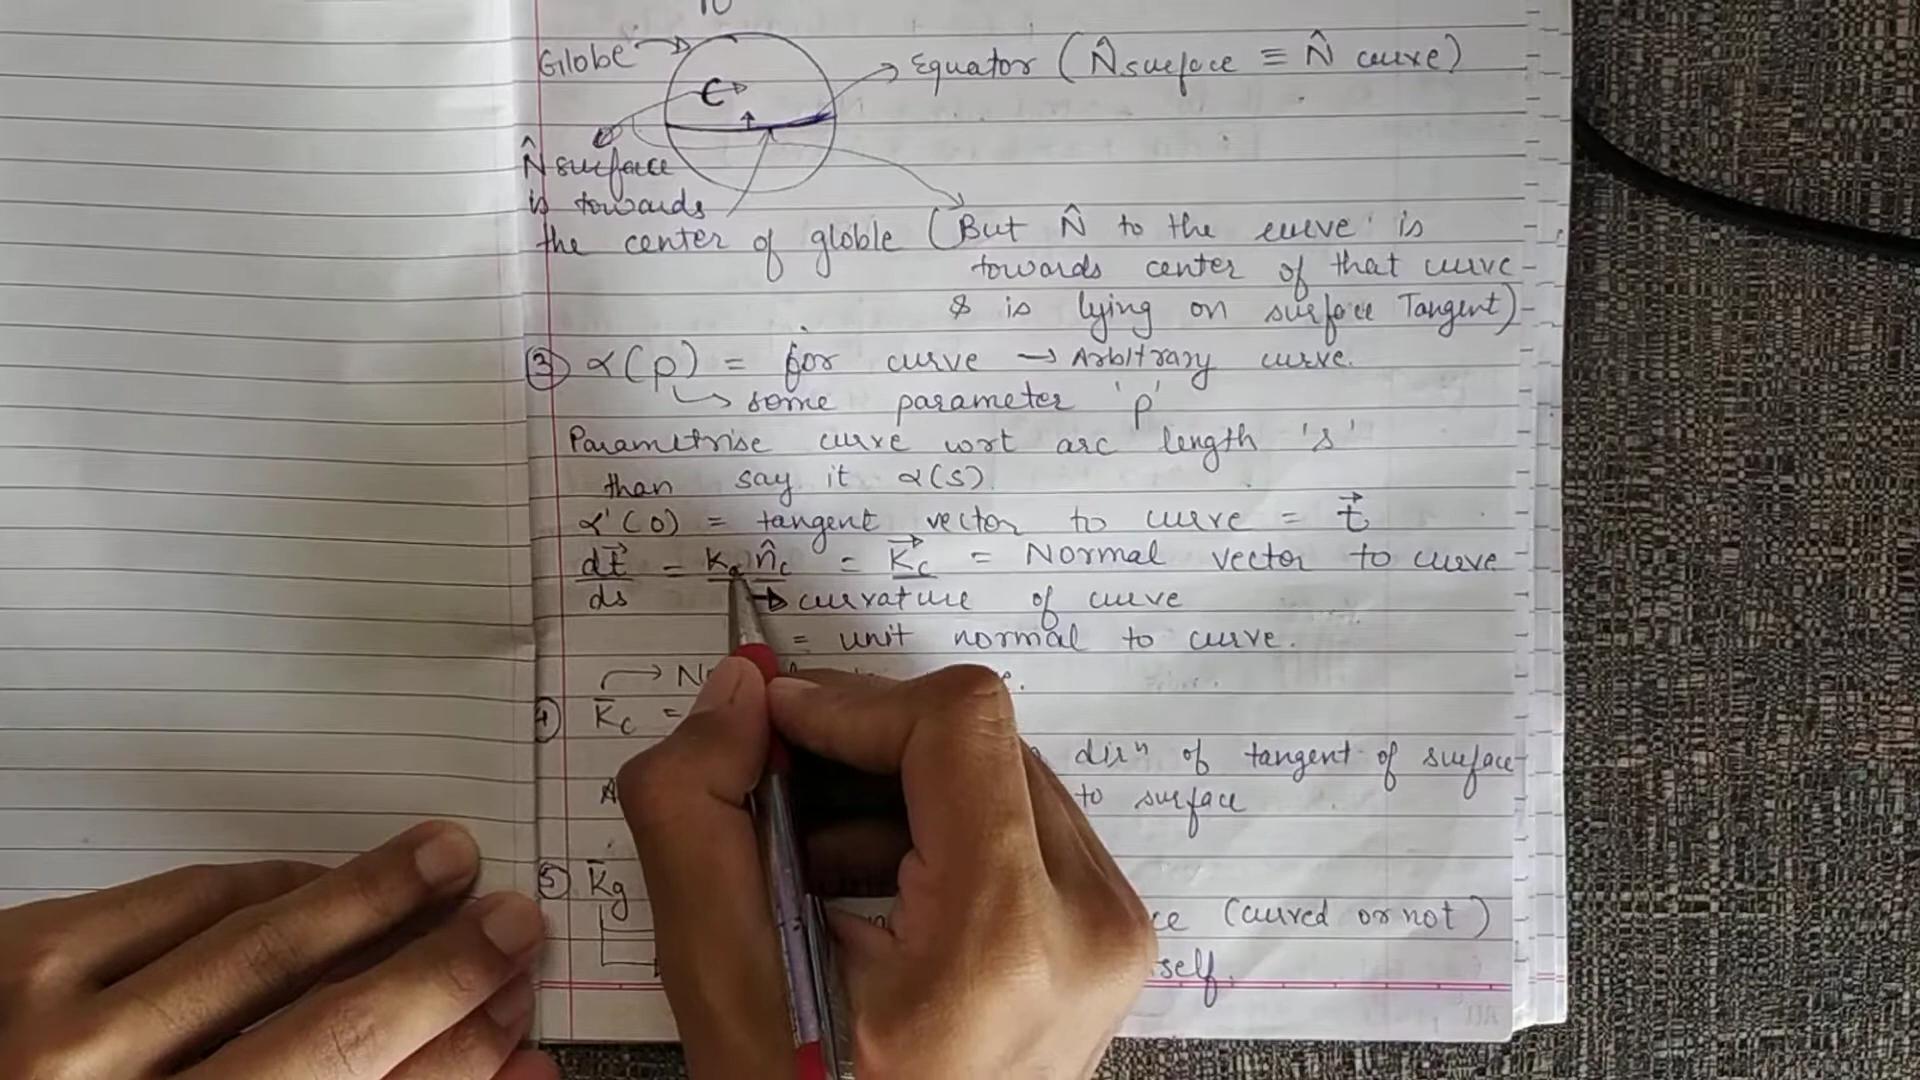 10
Globe → Equator (N̂ surface ≡ N̂ curve)
C →
N̂ surface
is towards
the center of globle (But N̂ to the curve is
towards center of that curve
& is lying on surface Tangent)
③ α(p) = for curve → Arbitrary curve.
↳ some parameter 'p'
Parametrise curve wrt arc length 's'
than say it α(s)
α'(0) = tangent vector to curve = t⃗
dt⃗/ds = Kc n̂c = K⃗c = Normal vector to curve
→ curvature of curve
= unit normal to curve.
→
④ K̄c =
dirⁿ of tangent of surface
to surface
⑤ K̄g
(curved or not)
self.